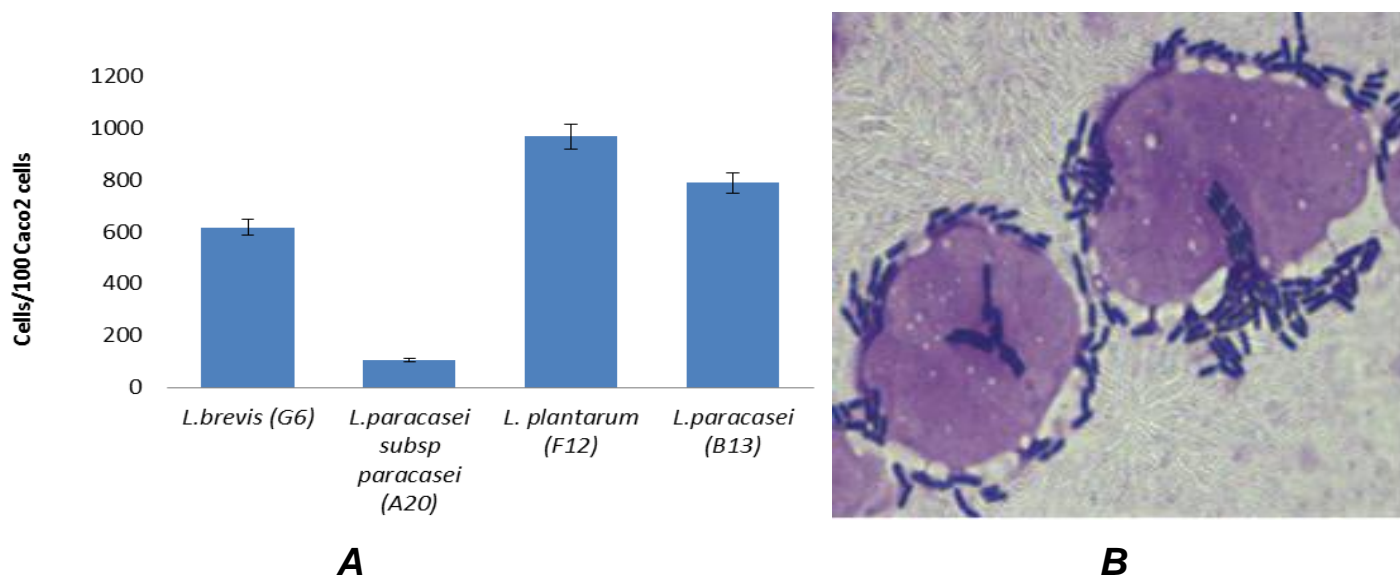 1200
1000
800
600
400
200
0
Cells/100 Caco2 cells
L.brevis (G6)
L.paracasei
subsp
paracasei
(A20)
L. plantarum
(F12)
L.paracasei
(B13)
A
B